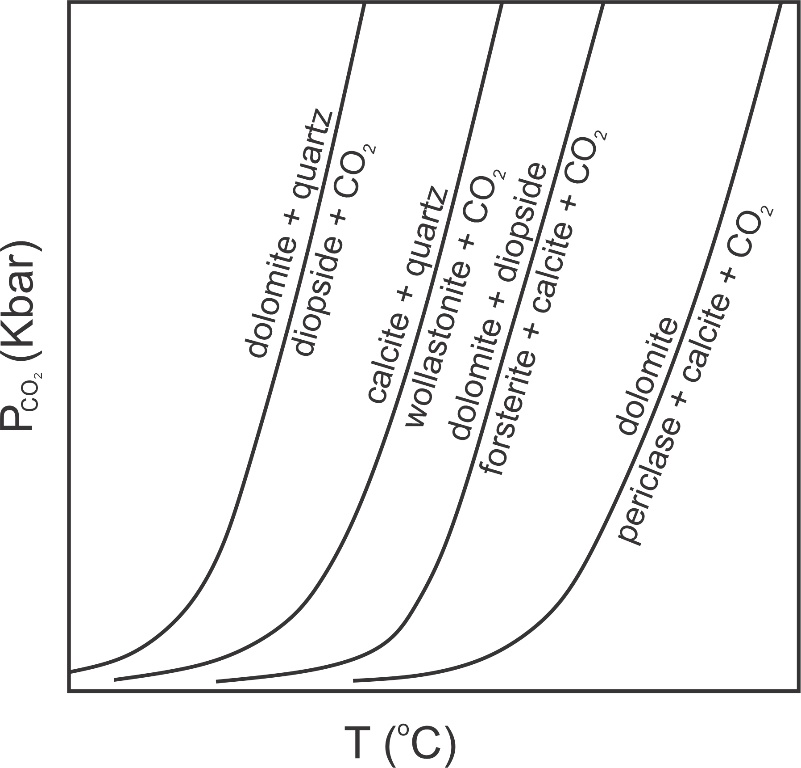 dolomite + quartz
diopside + CO₂
calcite + quartz
wollastonite + CO₂
dolomite + diopside
forsterite + calcite + CO₂
dolomite
periclase + calcite + CO₂
P_CO₂ (Kbar)
T (°C)